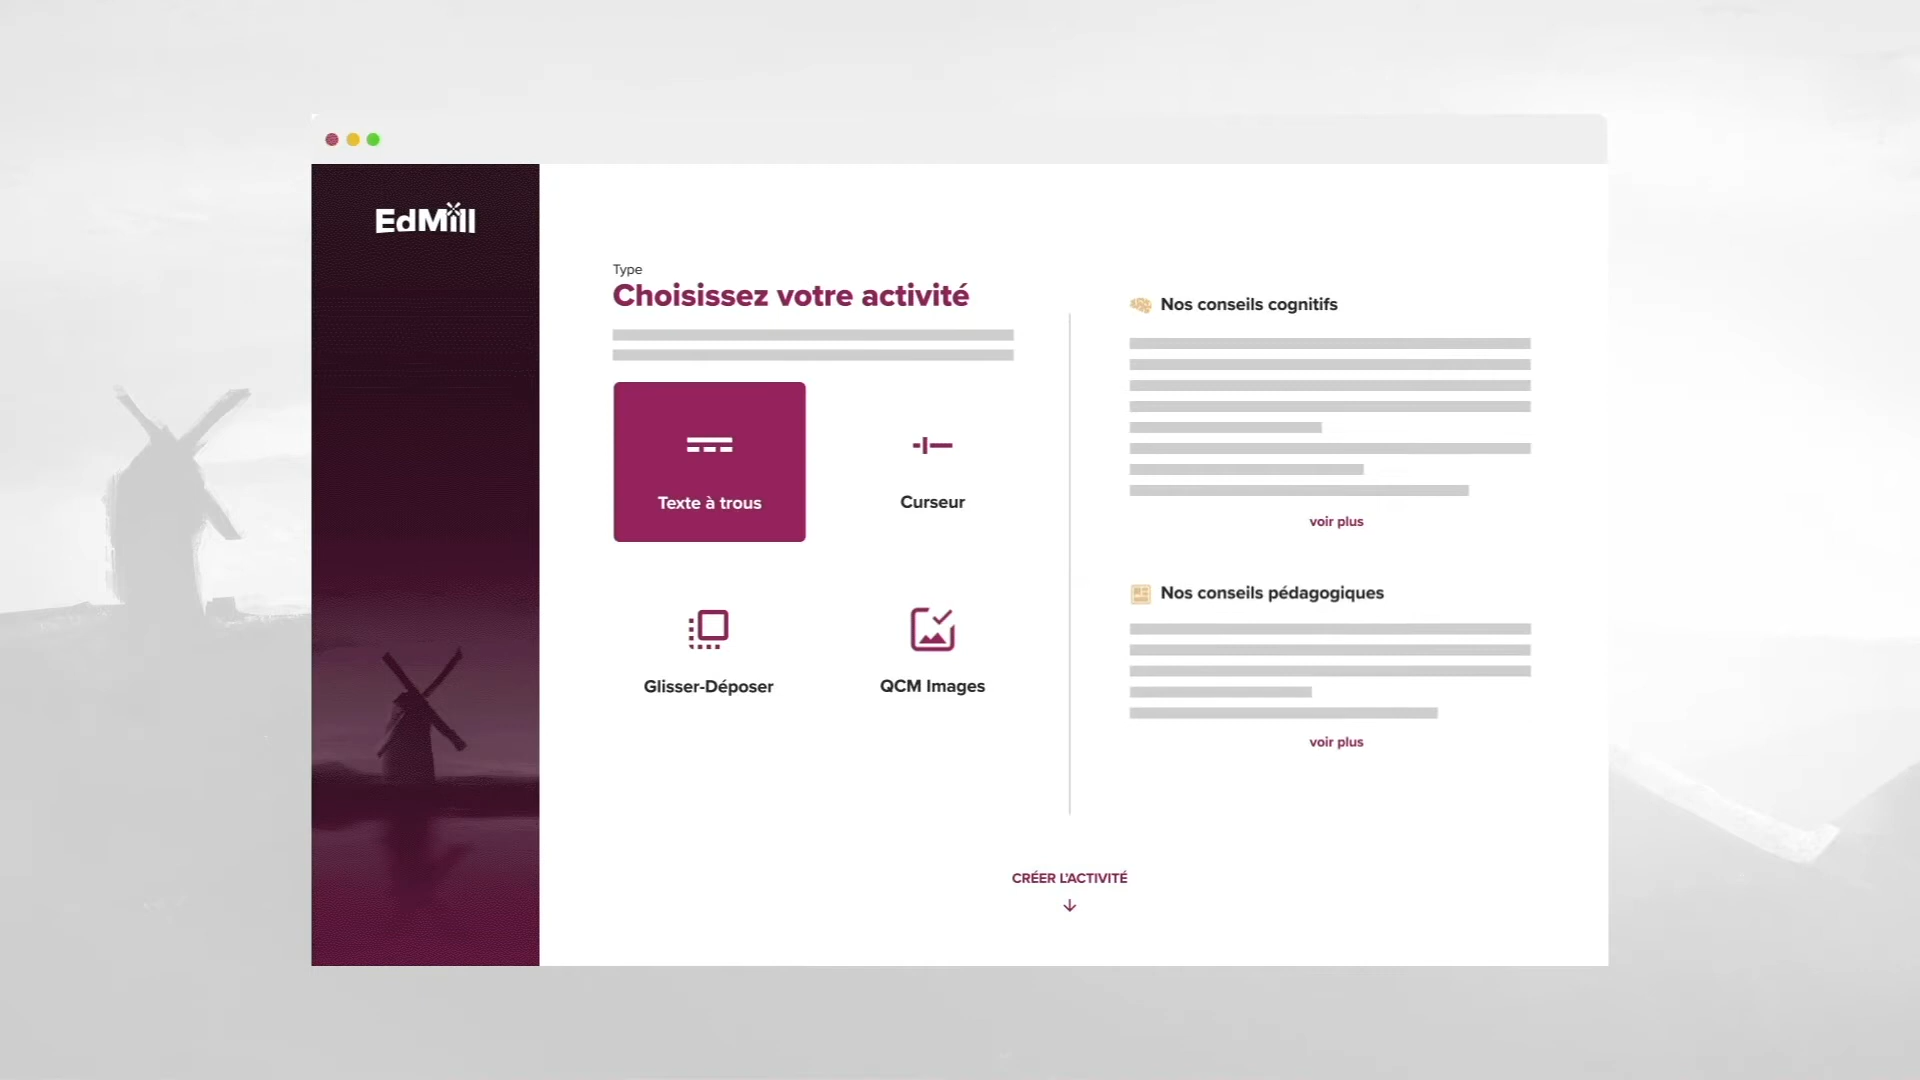 EdMill
Type
Choisissez votre activité
Texte à trous
Curseur
Glisser-Déposer
QCM Images
Nos conseils cognitifs
voir plus
Nos conseils pédagogiques
voir plus
CRÉER L'ACTIVITÉ